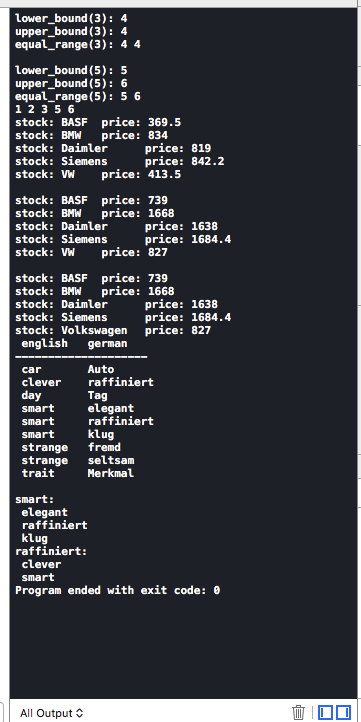 lower_bound(3): 4
upper_bound(3): 4
equal_range(3): 4 4
lower_bound(5): 5
upper_bound(5): 6
equal_range(5): 5 6
1 2 3 5 6
stock: BASF price: 369.5
stock: BMW price: 834
stock: Daimler price: 819
stock: Siemens price: 842.2
stock: VW price: 413.5
stock: BASF price: 739
stock: BMW price: 1668
stock: Daimler price: 1638
stock: Siemens price: 1684.4
stock: VW price: 827
stock: BASF price: 739
stock: BMW price: 1668
stock: Daimler price: 1638
stock: Siemens price: 1684.4
stock: Volkswagen price: 827
english german
--------------------
car Auto
clever raffiniert
day Tag
smart elegant
smart raffiniert
smart klug
strange fremd
strange seltsam
trait Merkmal
smart:
elegant
raffiniert
klug
raffiniert:
clever
smart
Program ended with exit code: 0
All Output